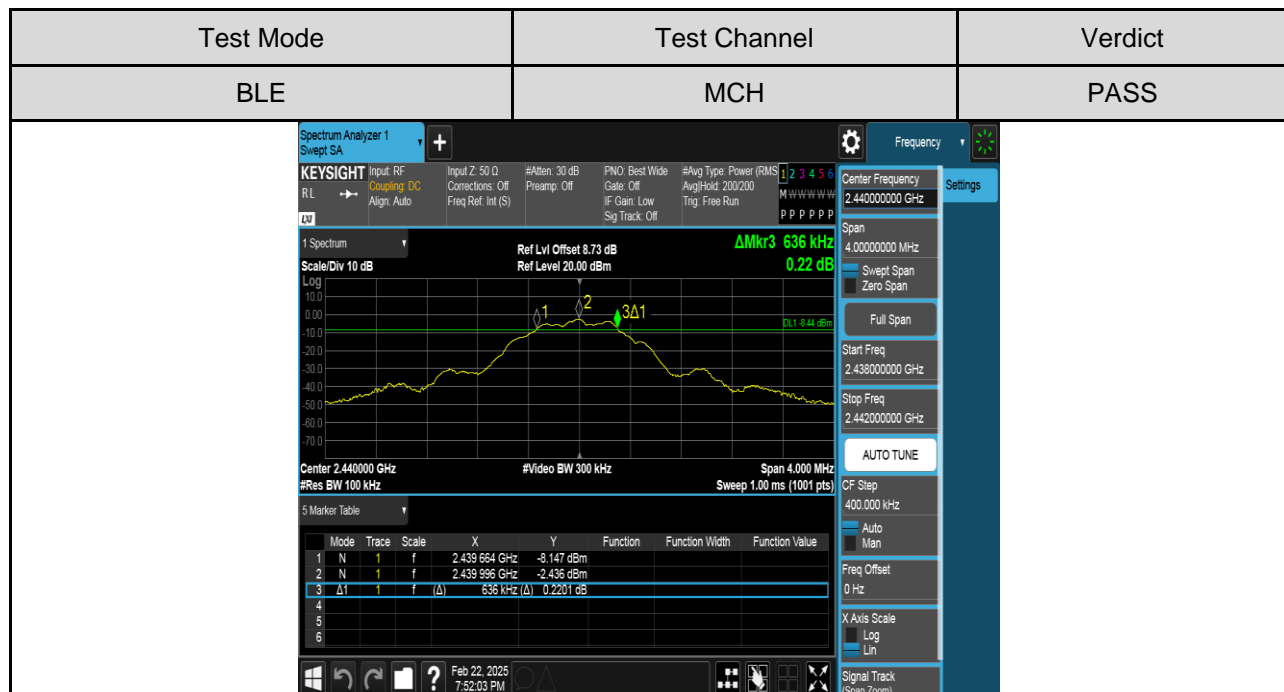 Test Mode Test Channel Verdict
BLE MCH PASS
Spectrum Analyzer 1
Swept SA
+
Frequency
KEYSIGHT Input: RF Input Z: 50 Ω #Atten: 30 dB PNO: Best Wide #Avg Type: Power (RMS 1 2 3 4 5 6
RL Coupling: DC Corrections: Off Preamp: Off Gate: Off Avg|Hold: 200/200 M W W W W W
Align: Auto Freq Ref: Int (S) IF Gain: Low Trig: Free Run
LXI Sig Track: Off P P P P P P
1 Spectrum
Scale/Div 10 dB
Ref Lvl Offset 8.73 dB
Ref Level 20.00 dBm
ΔMkr3 636 kHz
0.22 dB
Log
10.0
0.00
-10.0
-20.0
-30.0
-40.0
-50.0
-60.0
-70.0
1
2
3Δ1
DL1 -8.44 dBm
Center 2.440000 GHz #Video BW 300 kHz Span 4.000 MHz
#Res BW 100 kHz Sweep 1.00 ms (1001 pts)
5 Marker Table
Mode Trace Scale X Y Function Function Width Function Value
1 N 1 f 2.439 664 GHz -8.147 dBm
2 N 1 f 2.439 996 GHz -2.436 dBm
3 Δ1 1 f (Δ) 636 kHz (Δ) 0.2201 dB
4
5
6
? Feb 22, 2025
7:52:03 PM
Settings
Center Frequency
2.440000000 GHz
Span
4.00000000 MHz
Swept Span
Zero Span
Full Span
Start Freq
2.438000000 GHz
Stop Freq
2.442000000 GHz
AUTO TUNE
CF Step
400.000 kHz
Auto
Man
Freq Offset
0 Hz
X Axis Scale
Log
Lin
Signal Track
(Span Zoom)